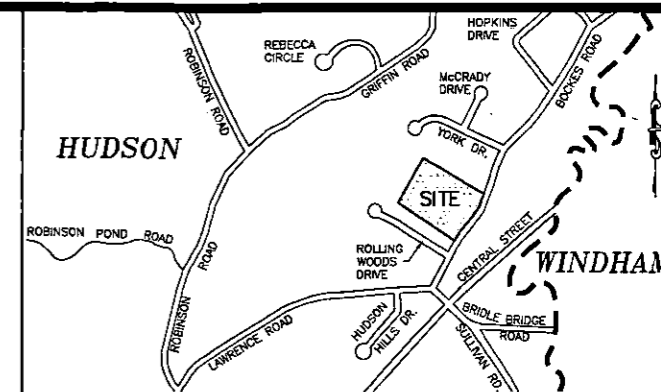 HOPKINS
DRIVE
REBECCA
CIRCLE
ROBINSON ROAD
GRIFFIN ROAD
BOCKES ROAD
McCRADY
DRIVE
HUDSON
YORK DR.
SITE
ROBINSON POND ROAD
ROAD
ROLLING
WOODS
DRIVE
CENTRAL STREET
WINDHAM
ROBINSON
LAWRENCE ROAD
HUDSON
HILLS DR.
BRIDLE BRIDGE
ROAD
SULLIVAN RD.